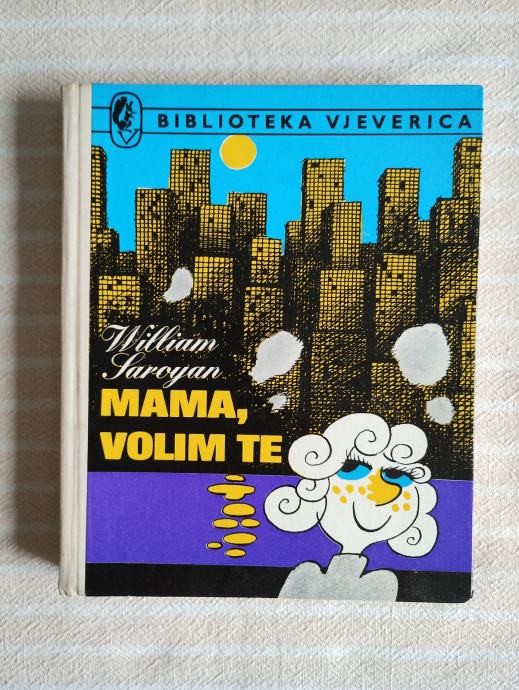 BIBLIOTEKA VJEVERICA
William
Saroyan
MAMA,
VOLIM TE